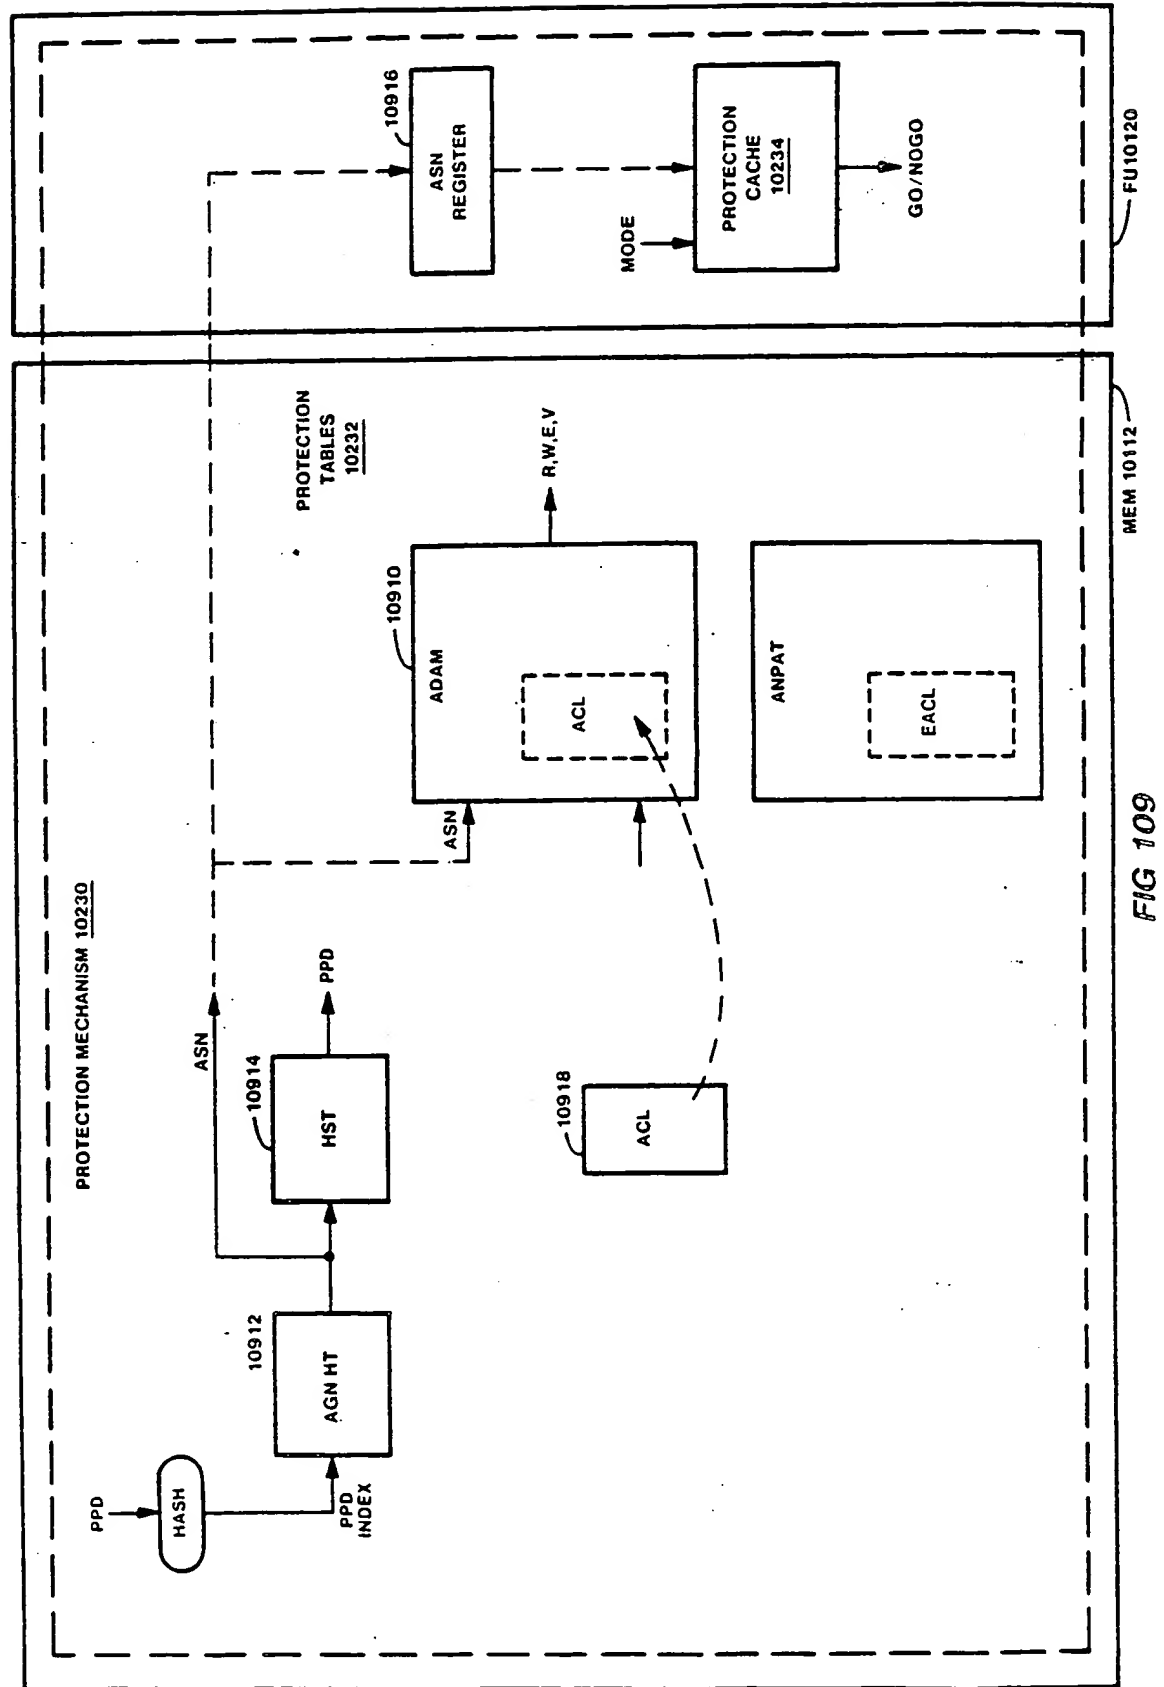 PROTECTION MECHANISM 10230
PPD
HASH
PPD
INDEX
AGN HT
10912
ASN
HST
10914
PPD
ACL
10918
PROTECTION
TABLES
10232
ASN
ADAM
10910
ACL
R,W,E,V
ANPAT
EACL
MEM 10112
ASN
REGISTER
10916
MODE
PROTECTION
CACHE
10234
GO/NOGO
FU10120
FIG 109